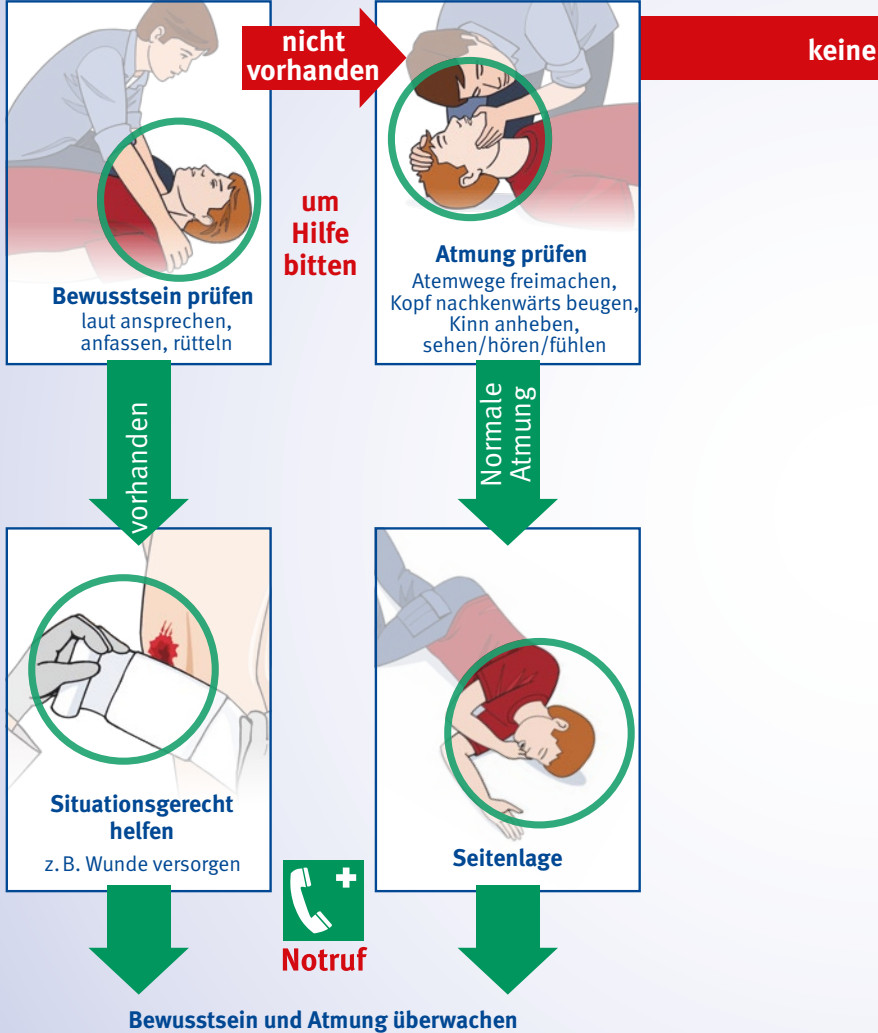 nicht
vorhanden
keine
um
Hilfe
bitten
Bewusstsein prüfen
laut ansprechen,
anfassen, rütteln
Atmung prüfen
Atemwege freimachen,
Kopf nackenwärts beugen,
Kinn anheben,
sehen/hören/fühlen
vorhanden
Normale
Atmung
Situationsgerecht
helfen
z. B. Wunde versorgen
Seitenlage
Notruf
Bewusstsein und Atmung überwachen